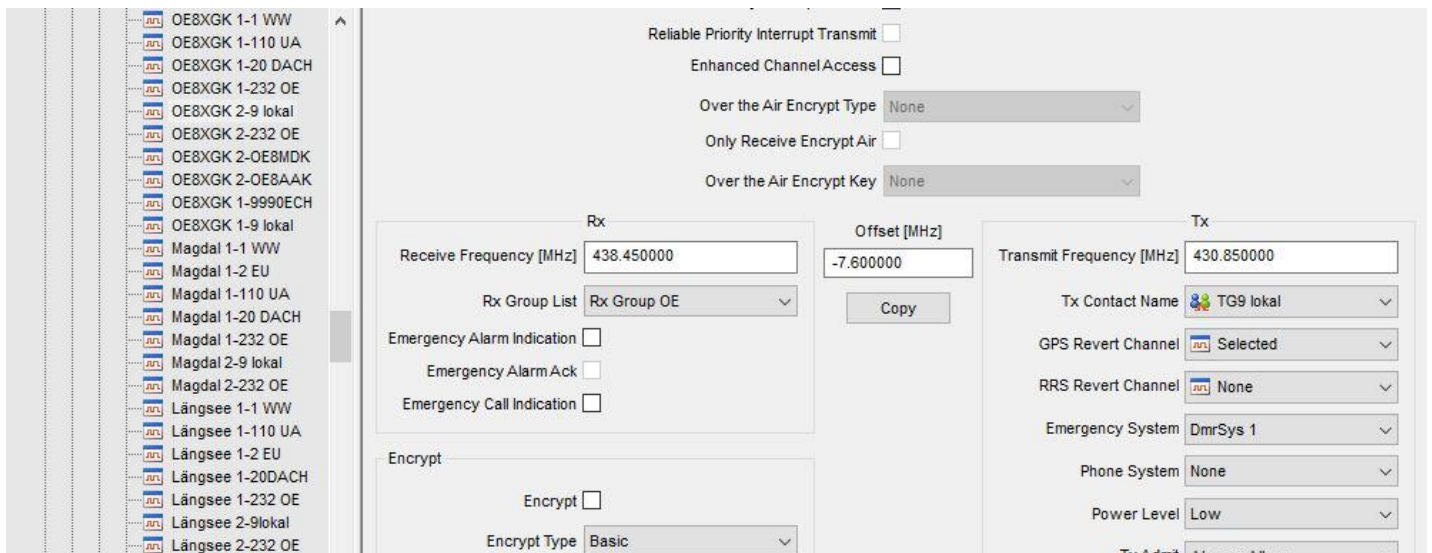 OE8XGK 1-1 WW
OE8XGK 1-110 UA
OE8XGK 1-20 DACH
OE8XGK 1-232 OE
OE8XGK 2-9 lokal
OE8XGK 2-232 OE
OE8XGK 2-OE8MDK
OE8XGK 2-OE8AAK
OE8XGK 1-9990ECH
OE8XGK 1-9 lokal
Magdal 1-1 WW
Magdal 1-2 EU
Magdal 1-110 UA
Magdal 1-20 DACH
Magdal 1-232 OE
Magdal 2-9 lokal
Magdal 2-232 OE
Längsee 1-1 WW
Längsee 1-110 UA
Längsee 1-2 EU
Längsee 1-20DACH
Längsee 1-232 OE
Längsee 2-9lokal
Längsee 2-232 OE
Reliable Priority Interrupt Transmit
Enhanced Channel Access
Over the Air Encrypt Type None
Only Receive Encrypt Air
Over the Air Encrypt Key None
Rx
Receive Frequency [MHz] 438.450000
Rx Group List Rx Group OE
Emergency Alarm Indication
Emergency Alarm Ack
Emergency Call Indication
Offset [MHz]
-7.600000
Copy
Tx
Transmit Frequency [MHz] 430.850000
Tx Contact Name TG9 lokal
GPS Revert Channel Selected
RRS Revert Channel None
Emergency System DmrSys 1
Phone System None
Power Level Low
Encrypt
Encrypt
Encrypt Type Basic